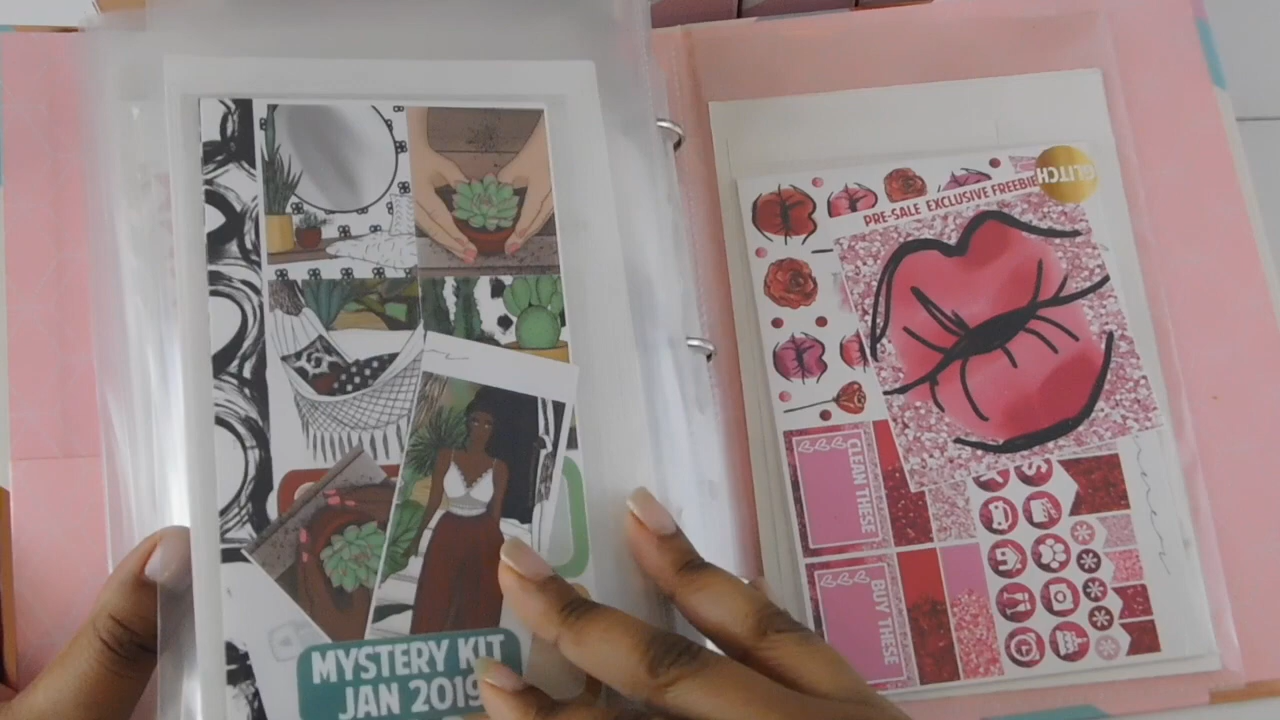 MYSTERY KIT
JAN 2019
PRE-SALE EXCLUSIVE FREEBIE
GLITCH
CLEAN THESE
BUY THESE